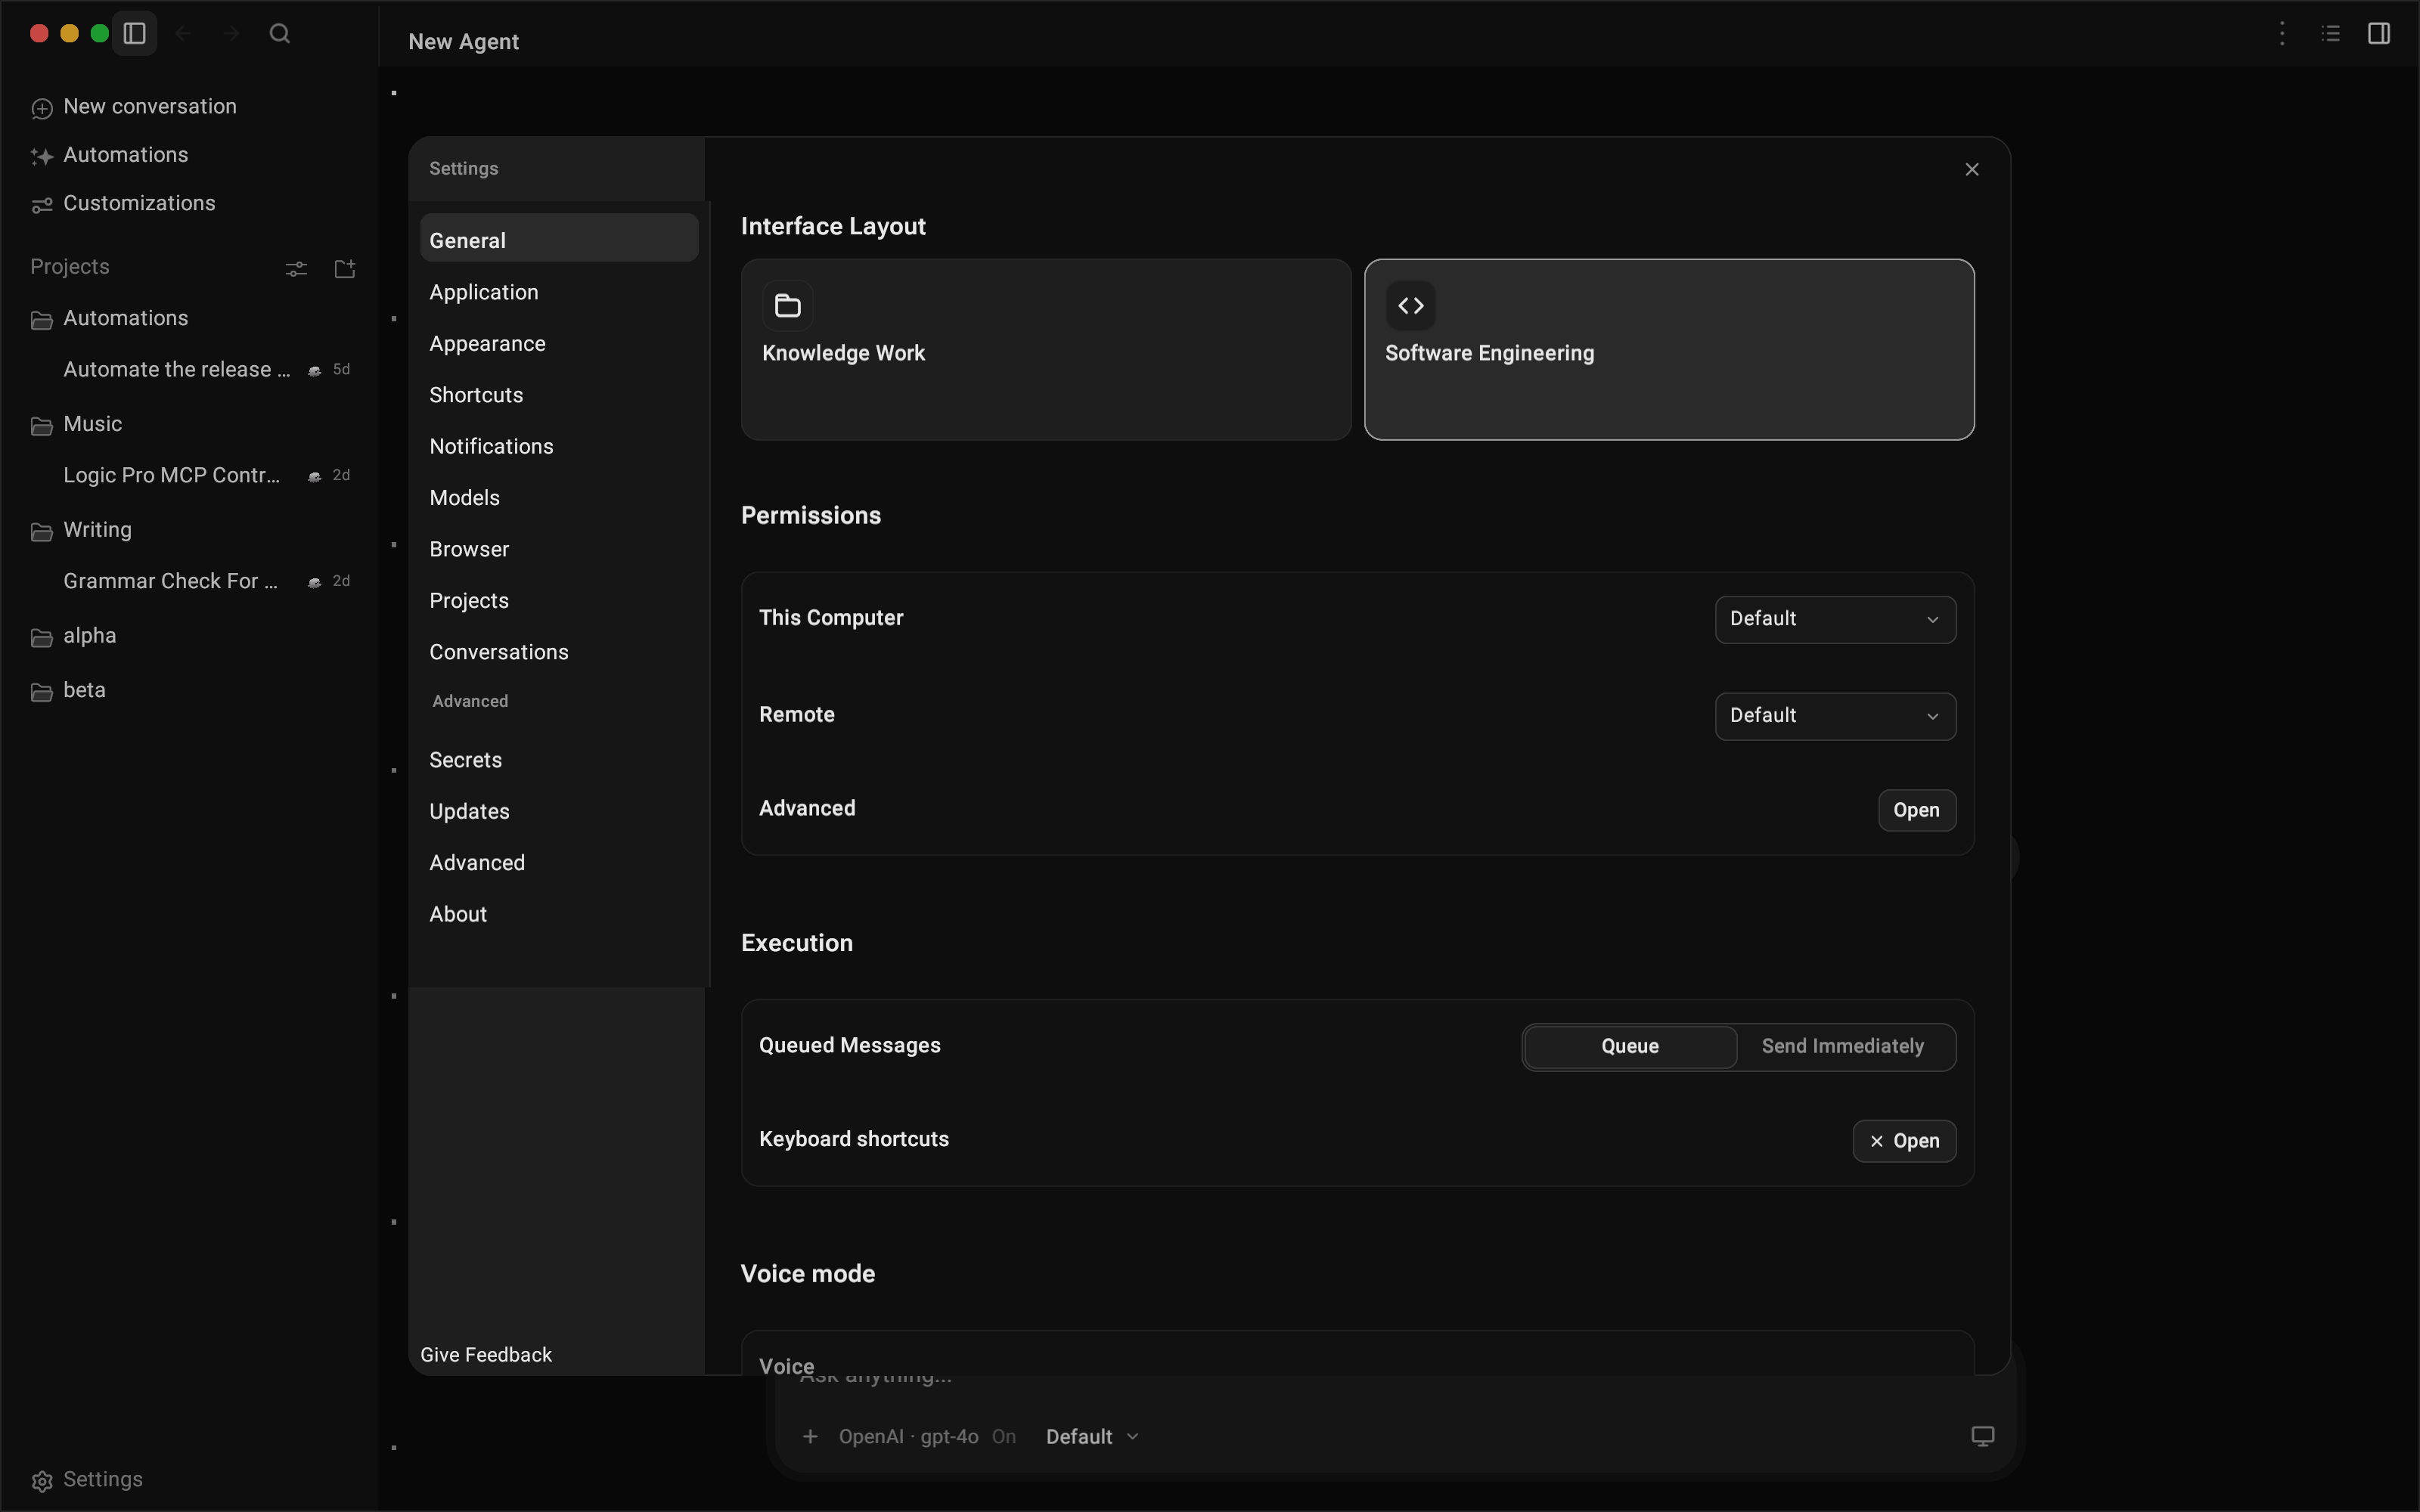 New Agent
New conversation
Automations
Customizations
Projects
Automations
Automate the release ... 5d
Music
Logic Pro MCP Contr... 2d
Writing
Grammar Check For ... 2d
alpha
beta
Settings
Settings
General
Application
Appearance
Shortcuts
Notifications
Models
Browser
Projects
Conversations
Advanced
Secrets
Updates
Advanced
About
Give Feedback
Interface Layout
Knowledge Work
Software Engineering
Permissions
This Computer Default
Remote Default
Advanced Open
Execution
Queued Messages Queue Send Immediately
Keyboard shortcuts Open
Voice mode
Voice
Ask anything...
OpenAI · gpt-4o On Default